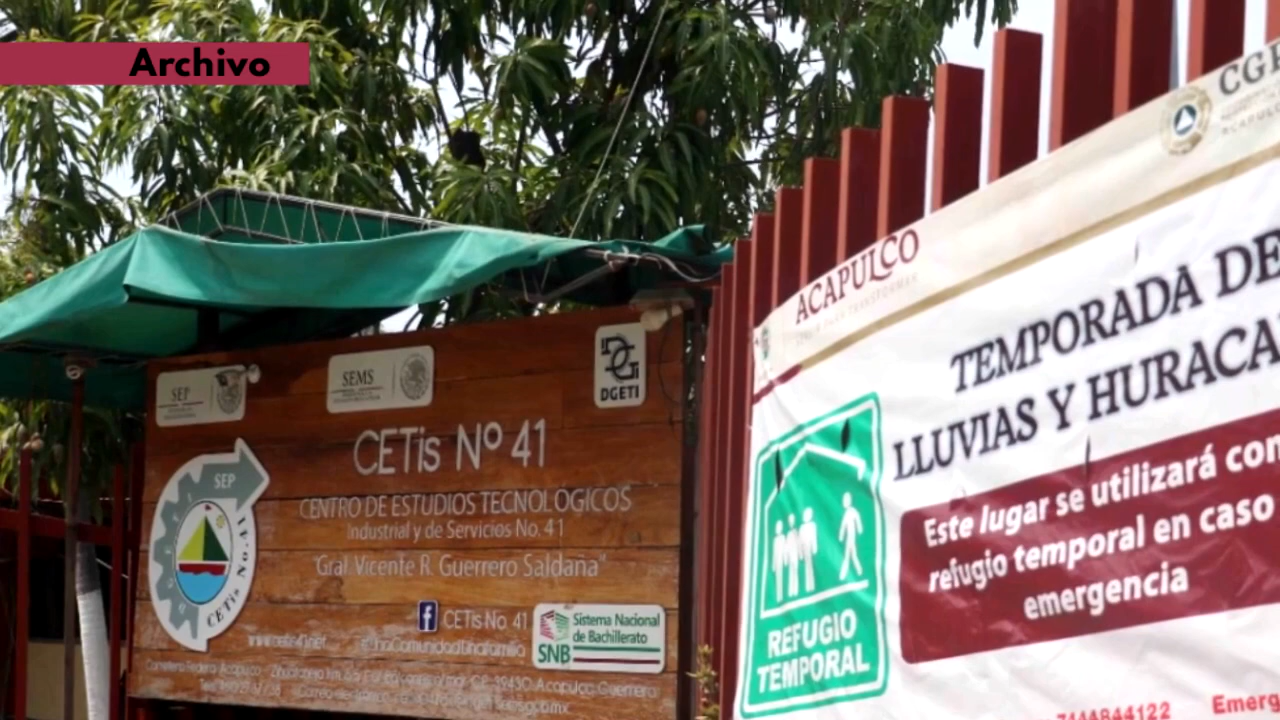 Archivo
SEP
SEMS
DGETI
CETis Nº 41
CENTRO DE ESTUDIOS TECNOLÓGICOS
Industrial y de Servicios No. 41
"Gral. Vicente R. Guerrero Saldaña"
CETis No. 41
Sistema Nacional
de Bachillerato
SNB
SEP
CETis No. 41
ACAPULCO
TEMPORADA DE
LLUVIAS Y HURACA
Este lugar se utilizará com
refugio temporal en caso
emergencia
REFUGIO
TEMPORAL
7444844122
Emerg